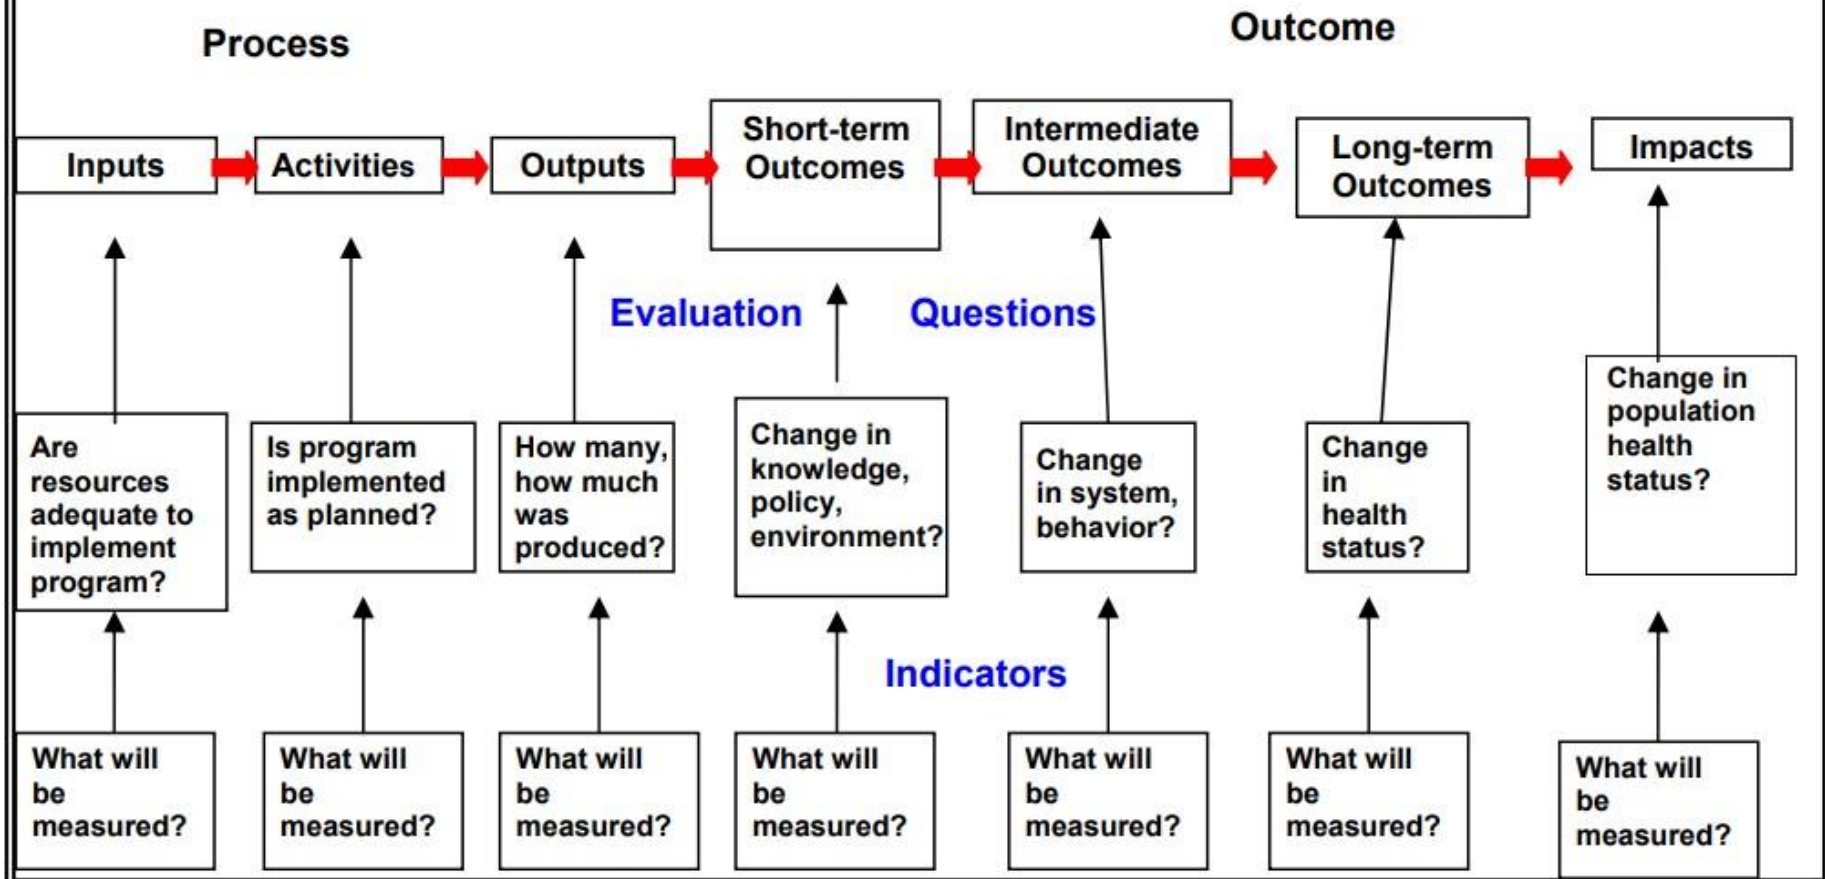 Process
Outcome
Inputs
Activities
Outputs
Short-term
Outcomes
Intermediate
Outcomes
Long-term
Outcomes
Impacts
Evaluation
Questions
Are
resources
adequate to
implement
program?
Is program
implemented
as planned?
How many,
how much
was
produced?
Change in
knowledge,
policy,
environment?
Change
in system,
behavior?
Change
in
health
status?
Change in
population
health
status?
Indicators
What will
be
measured?
What will
be
measured?
What will
be
measured?
What will
be
measured?
What will
be
measured?
What will
be
measured?
What will
be
measured?